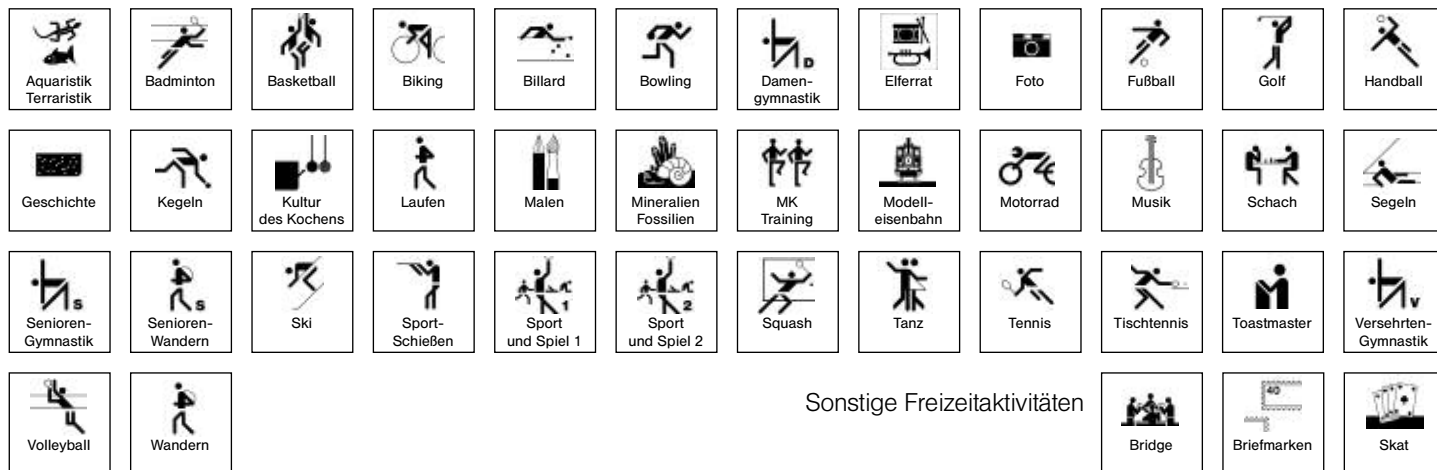 Aquaristik
Terraristik
Badminton
Basketball
Biking
Billard
Bowling
D
Damen-
gymnastik
Elferrat
Foto
Fußball
Golf
Handball
Geschichte
Kegeln
Kultur
des Kochens
Laufen
Malen
Mineralien
Fossilien
MK
Training
Modell-
eisenbahn
Motorrad
Musik
Schach
Segeln
S
Senioren-
Gymnastik
S
Senioren-
Wandern
Ski
Sport-
Schießen
1
Sport
und Spiel 1
2
Sport
und Spiel 2
Squash
Tanz
Tennis
Tischtennis
Toastmaster
V
Versehrten-
Gymnastik
Volleyball
Wandern
Sonstige Freizeitaktivitäten
Bridge
40
Briefmarken
Skat